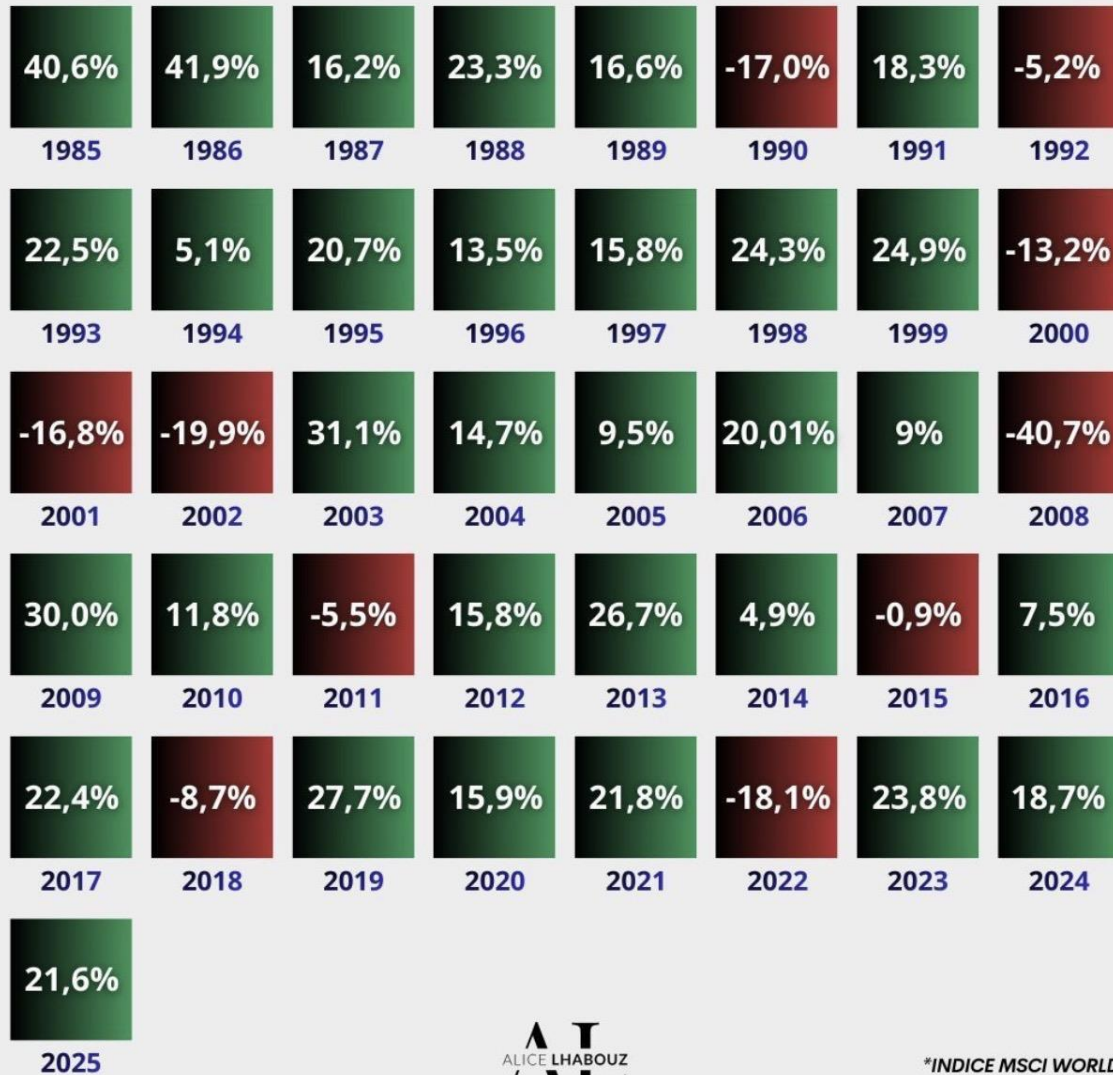 40,6% 41,9% 16,2% 23,3% 16,6% -17,0% 18,3% -5,2%
1985 1986 1987 1988 1989 1990 1991 1992
22,5% 5,1% 20,7% 13,5% 15,8% 24,3% 24,9% -13,2%
1993 1994 1995 1996 1997 1998 1999 2000
-16,8% -19,9% 31,1% 14,7% 9,5% 20,01% 9% -40,7%
2001 2002 2003 2004 2005 2006 2007 2008
30,0% 11,8% -5,5% 15,8% 26,7% 4,9% -0,9% 7,5%
2009 2010 2011 2012 2013 2014 2015 2016
22,4% -8,7% 27,7% 15,9% 21,8% -18,1% 23,8% 18,7%
2017 2018 2019 2020 2021 2022 2023 2024
21,6%
2025
ALICE LHABOUZ
*INDICE MSCI WORLD